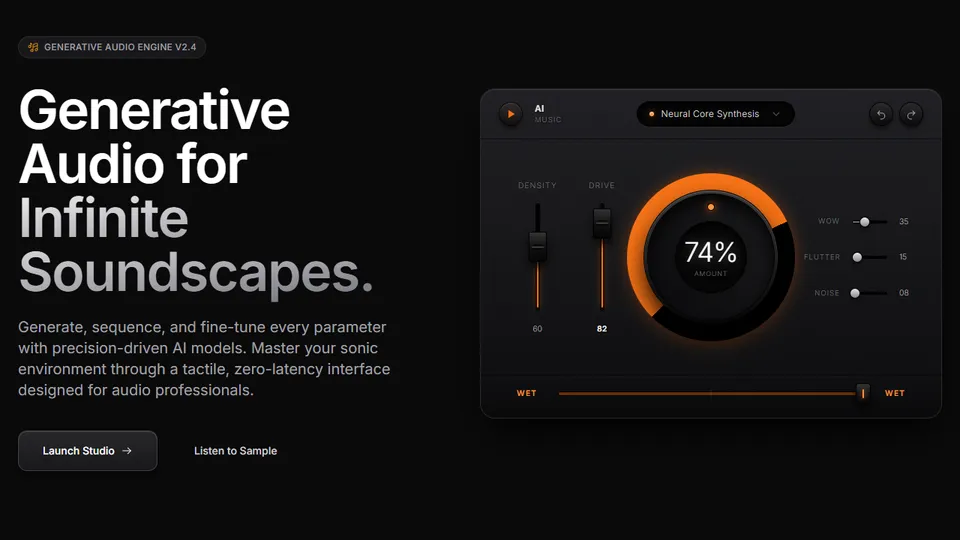 GENERATIVE AUDIO ENGINE V2.4
Generative
Audio for
Infinite
Soundscapes.
Generate, sequence, and fine-tune every parameter
with precision-driven AI models. Master your sonic
environment through a tactile, zero-latency interface
designed for audio professionals.
Launch Studio →
Listen to Sample
AI
MUSIC
Neural Core Synthesis
DENSITY
60
DRIVE
82
74%
AMOUNT
WOW 35
FLUTTER 15
NOISE 08
WET
WET